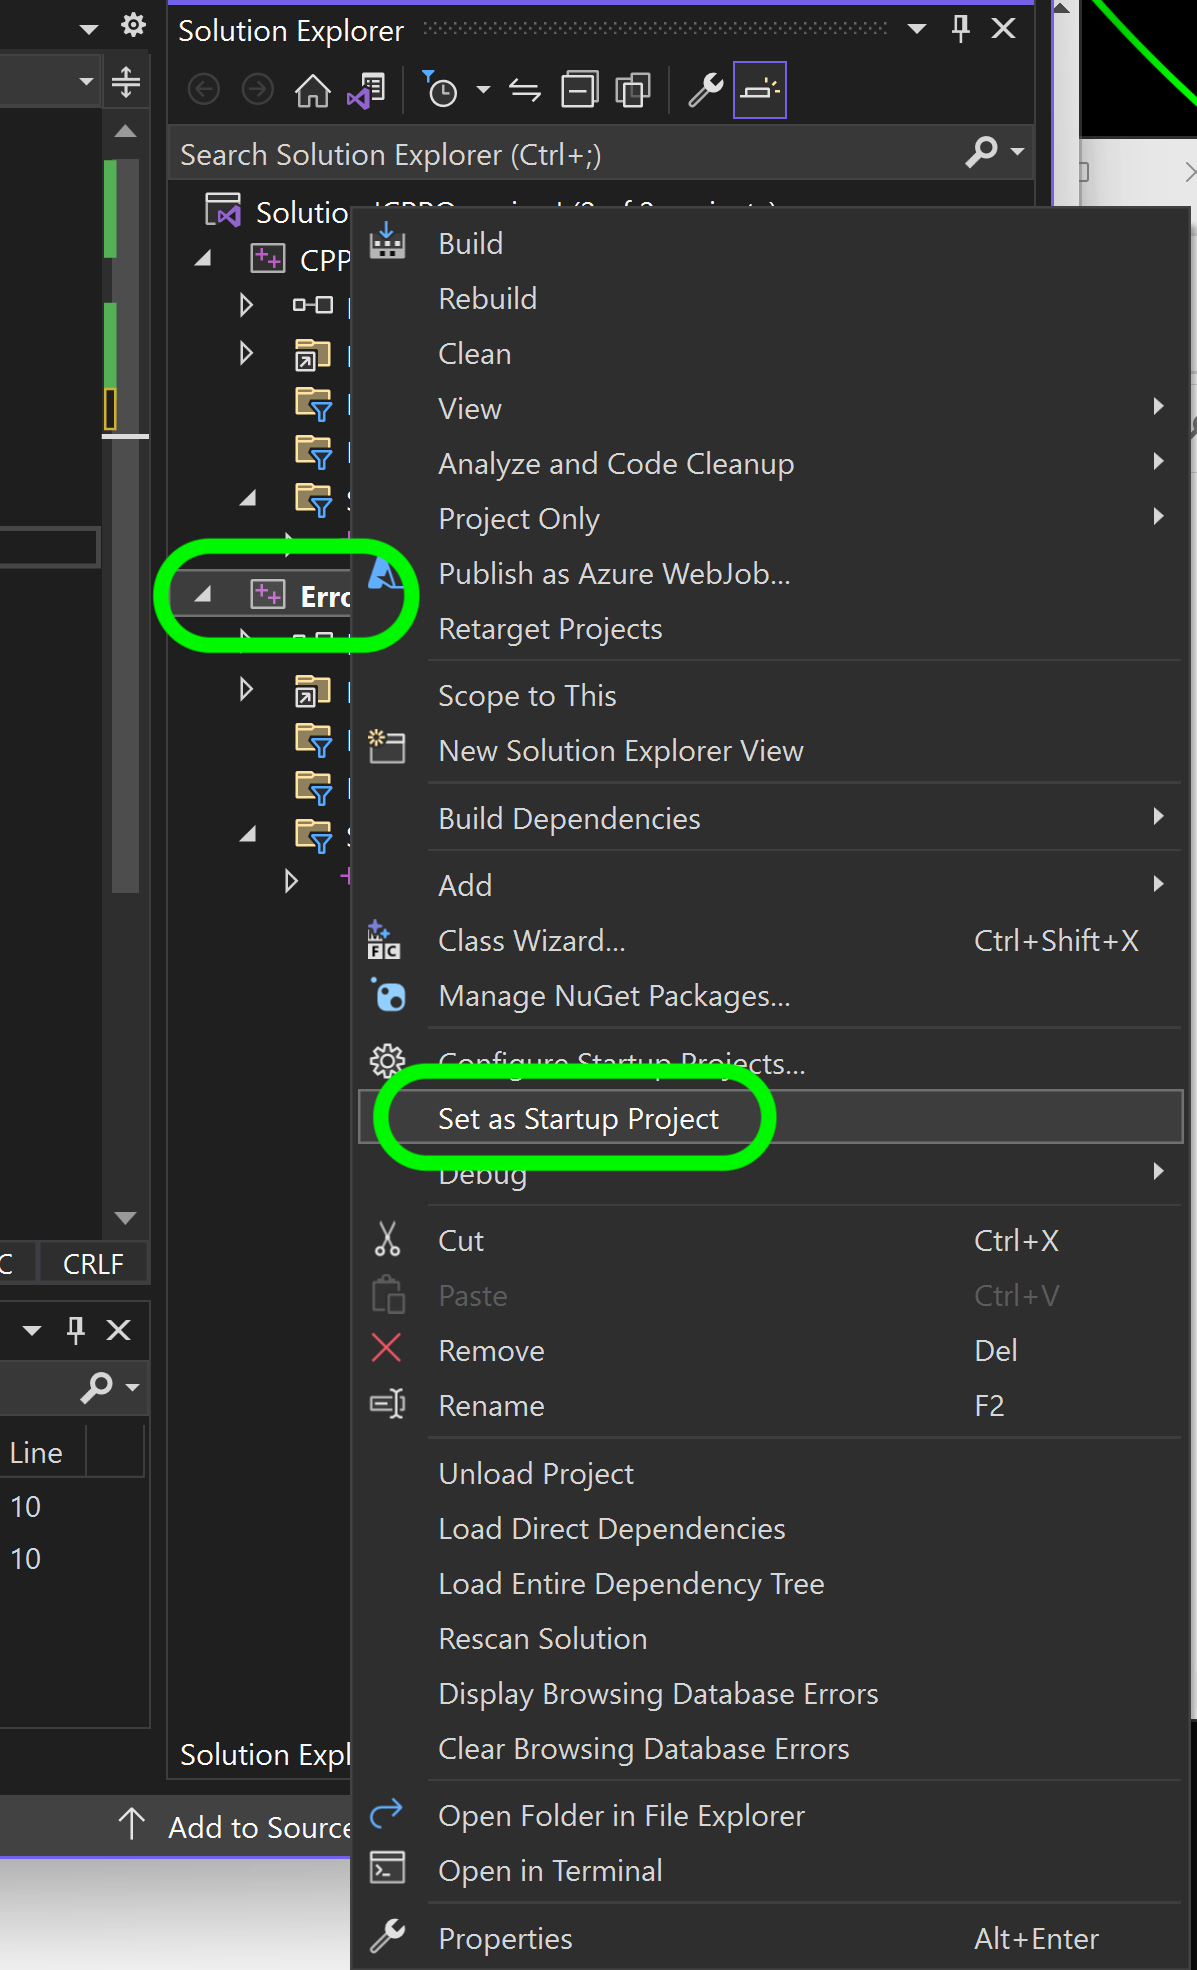 Solution Explorer
Search Solution Explorer (Ctrl+;)
CPP
Build
Rebuild
Clean
View
Analyze and Code Cleanup
Project Only
Publish as Azure WebJob...
Erro
Retarget Projects
Scope to This
New Solution Explorer View
Build Dependencies
Add
Class Wizard... Ctrl+Shift+X
Manage NuGet Packages...
Configure Startup Projects...
Set as Startup Project
Debug
C CRLF
Cut Ctrl+X
Paste Ctrl+V
Remove Del
Rename F2
Line
10
10
Unload Project
Load Direct Dependencies
Load Entire Dependency Tree
Rescan Solution
Display Browsing Database Errors
Clear Browsing Database Errors
Solution Expl
Open Folder in File Explorer
Add to Source
Open in Terminal
Properties Alt+Enter